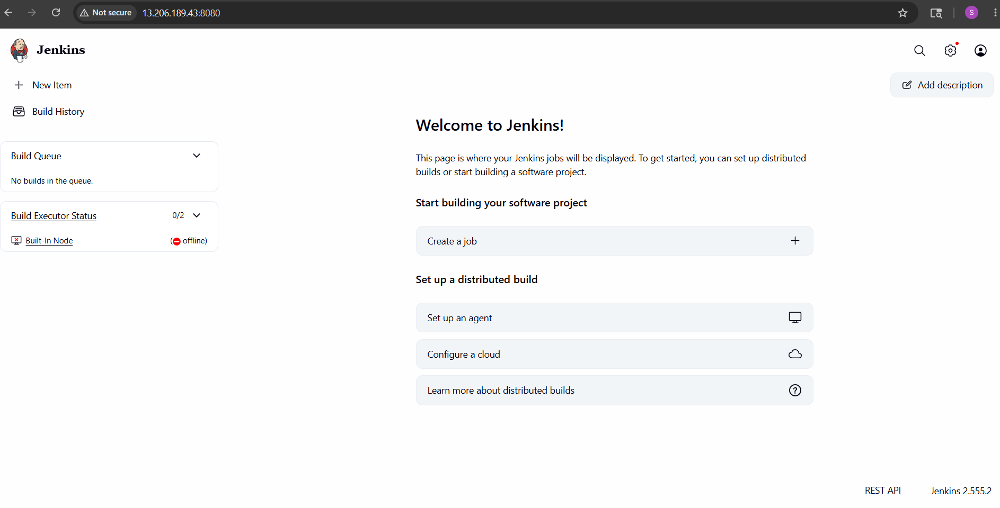 Not secure 13.206.189.43:8080
S
Jenkins
New Item
Add description
Build History
Welcome to Jenkins!
Build Queue
This page is where your Jenkins jobs will be displayed. To get started, you can set up distributed
builds or start building a software project.
No builds in the queue.
Start building your software project
Build Executor Status 0/2
Built-In Node (offline)
Create a job
Set up a distributed build
Set up an agent
Configure a cloud
Learn more about distributed builds
REST API Jenkins 2.555.2